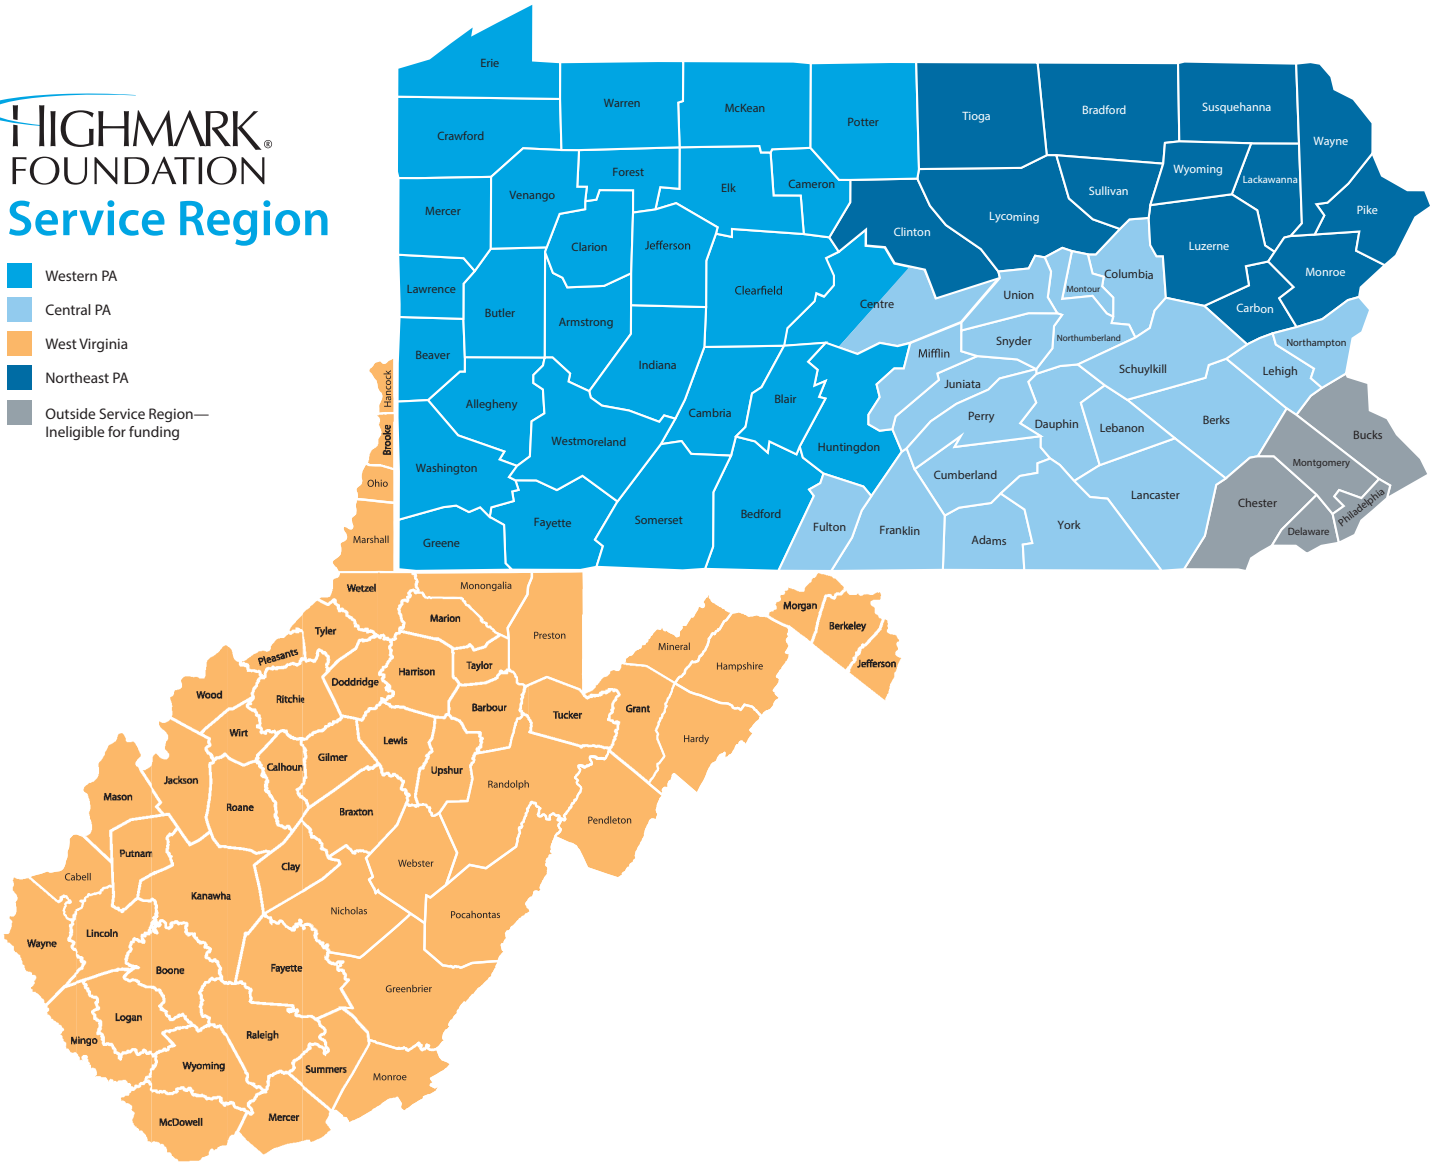 HIGHMARK®
FOUNDATION
Service Region
Western PA
Central PA
West Virginia
Northeast PA
Outside Service Region—
Ineligible for funding
Erie
Warren
McKean
Potter
Tioga
Bradford
Susquehanna
Wayne
Crawford
Forest
Elk
Cameron
Wyoming
Lackawanna
Sullivan
Pike
Mercer
Venango
Clarion
Jefferson
Clinton
Lycoming
Luzerne
Monroe
Lawrence
Butler
Armstrong
Clearfield
Centre
Union
Montour
Columbia
Carbon
Beaver
Indiana
Mifflin
Snyder
Northumberland
Schuylkill
Northampton
Lehigh
Hancock
Allegheny
Cambria
Blair
Juniata
Perry
Dauphin
Lebanon
Berks
Bucks
Brooke
Westmoreland
Huntingdon
Washington
Cumberland
Montgomery
Ohio
Lancaster
Chester
Philadelphia
Marshall
Greene
Fayette
Somerset
Bedford
Fulton
Franklin
Adams
York
Delaware
Wetzel
Monongalia
Marion
Preston
Morgan
Berkeley
Jefferson
Tyler
Pleasants
Doddridge
Harrison
Taylor
Mineral
Hampshire
Wood
Ritchie
Barbour
Tucker
Grant
Hardy
Wirt
Calhoun
Gilmer
Lewis
Upshur
Randolph
Jackson
Mason
Roane
Braxton
Pendleton
Putnam
Cabell
Clay
Webster
Kanawha
Nicholas
Pocahontas
Wayne
Lincoln
Boone
Fayette
Greenbrier
Logan
Mingo
Raleigh
Wyoming
Summers
Monroe
McDowell
Mercer